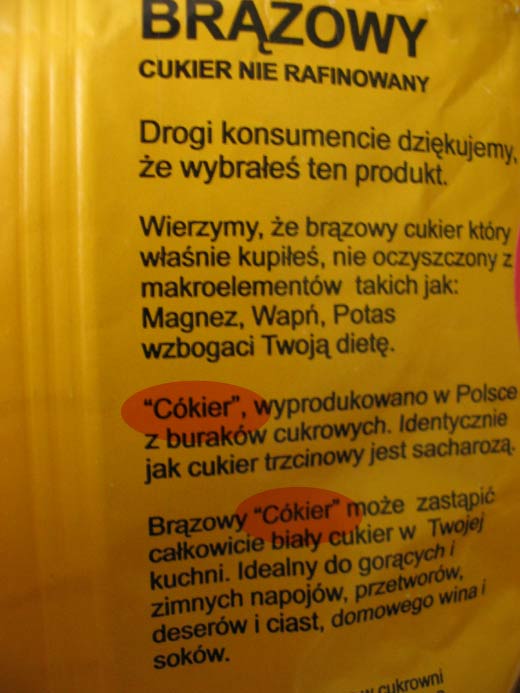 BRĄZOWY
CUKIER NIE RAFINOWANY
Drogi konsumencie dziękujemy,
że wybrałeś ten produkt.
Wierzymy, że brązowy cukier który
właśnie kupiłeś, nie oczyszczony z
makroelementów takich jak:
Magnez, Wapń, Potas
wzbogaci Twoją dietę.
"Cókier", wyprodukowano w Polsce
z buraków cukrowych. Identycznie
jak cukier trzcinowy jest sacharozą.
Brązowy "Cókier" może zastąpić
całkowicie biały cukier w Twojej
kuchni. Idealny do gorących i
zimnych napojów, przetworów,
deserów i ciast, domowego wina i
soków.
w cukrowni